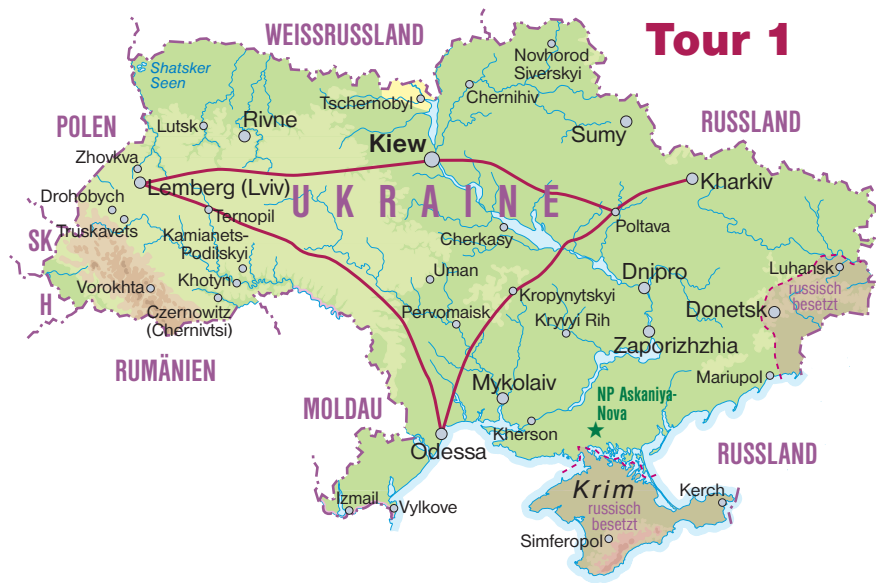 WEISSRUSSLAND
Tour 1
Novhorod
Siverskyi
Shatsker
Seen
Tschernobyl
Chernihiv
POLEN
Lutsk
Rivne
Sumy
RUSSLAND
Kiew
Zhovkva
Lemberg (Lviv)
Kharkiv
UKRAINE
Drohobych
Ternopil
Truskavets
Poltava
SK
Kamianets-
Podilskyi
Cherkasy
Khotyn
Uman
Dnipro
Luhansk
russisch
besetzt
Vorokhta
H
Czernowitz
(Chernivtsi)
Kropynytskyi
Pervomaisk
Kryvyi Rih
Donetsk
Zaporizhzhia
RUMÄNIEN
Mykolaiv
Mariupol
NP Askaniya-
Nova
MOLDAU
Kherson
Odessa
RUSSLAND
Krim
russisch
besetzt
Kerch
Izmail
Vylkove
Simferopol